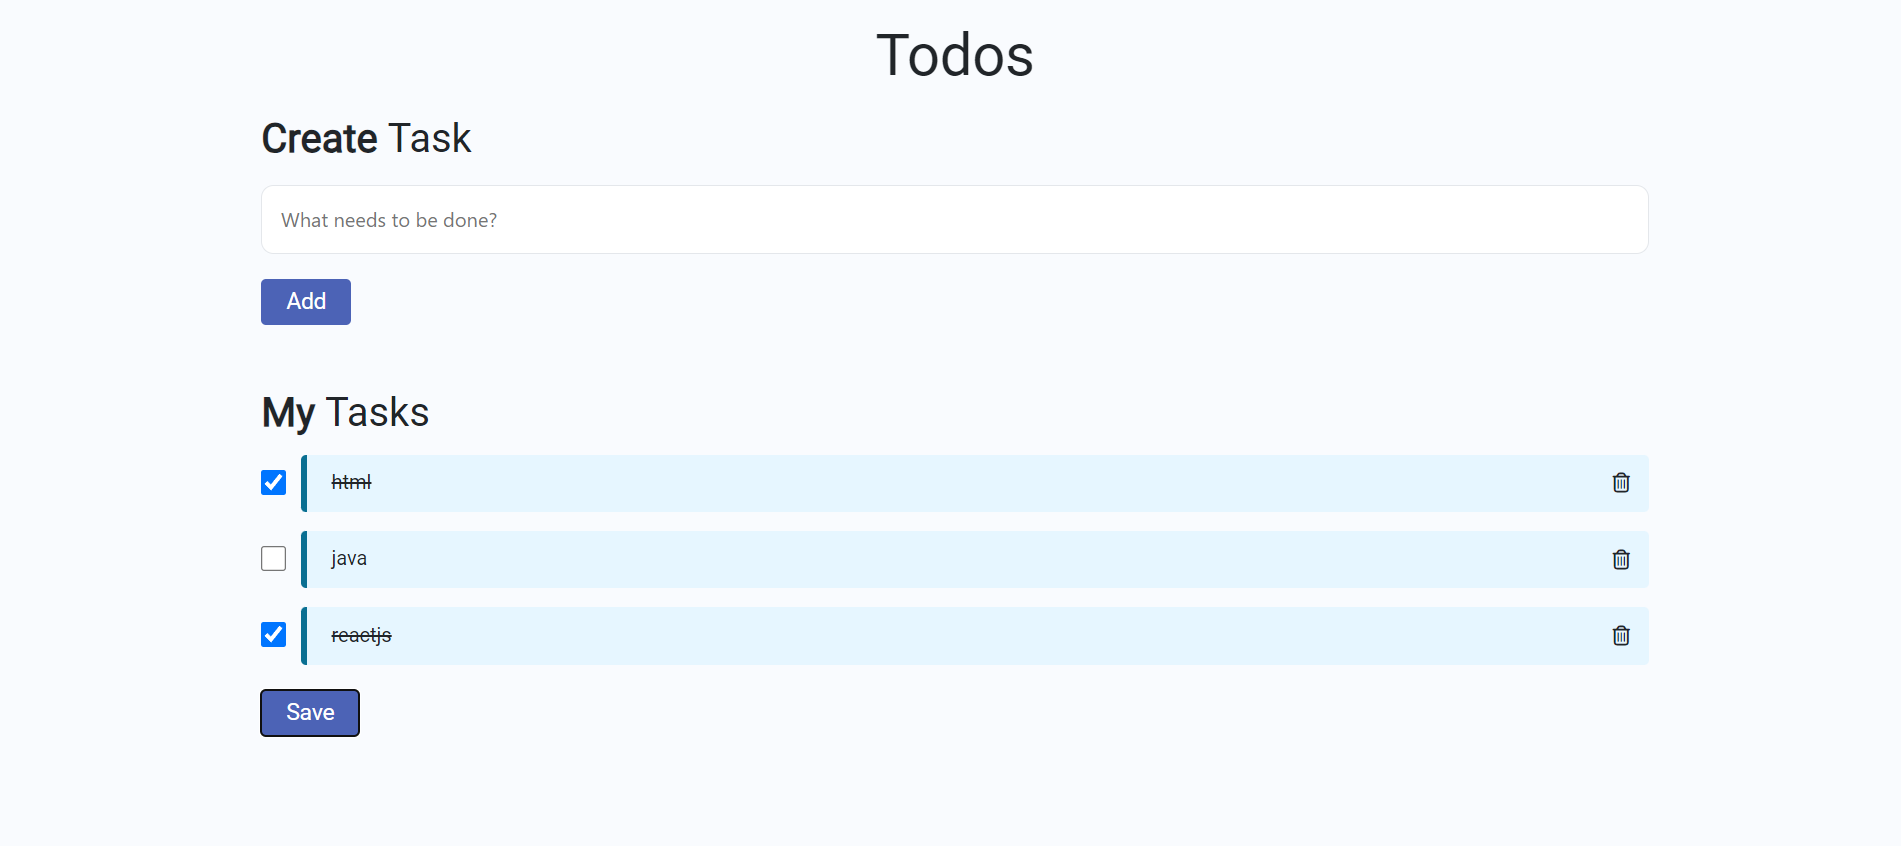 Todos
Create Task
What needs to be done?
Add
My Tasks
html
java
reactjs
Save